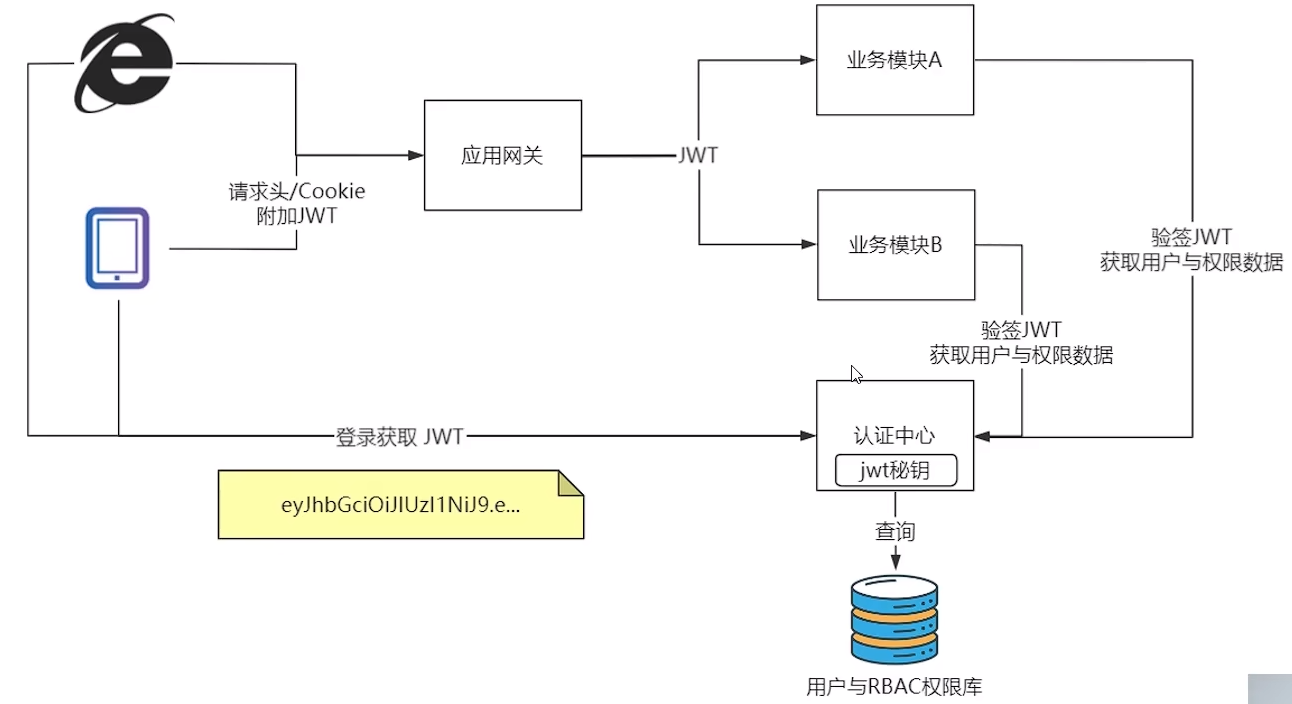 业务模块A
应用网关
JWT
请求头/Cookie
附加JWT
业务模块B
验签JWT
获取用户与权限数据
验签JWT
获取用户与权限数据
登录获取 JWT
认证中心
jwt秘钥
eyJhbGciOiJIUzI1NiJ9.e...
查询
用户与RBAC权限库